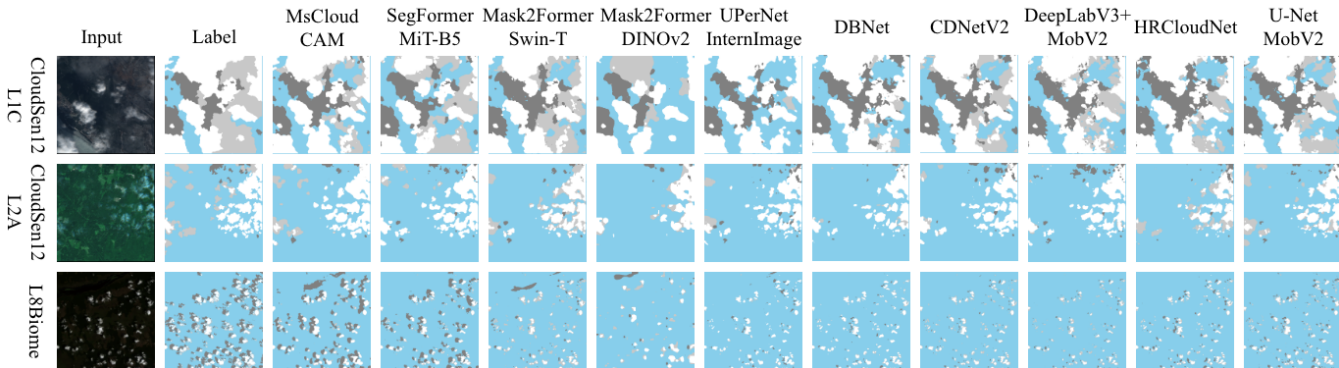 Input
Label
MsCloud
CAM
SegFormer
MiT-B5
Mask2Former
Swin-T
Mask2Former
DINOv2
UPerNet
InternImage
DBNet
CDNetV2
DeepLabV3+
MobV2
HRCloudNet
U-Net
MobV2
CloudSen12
L1C
CloudSen12
L2A
L8Biome